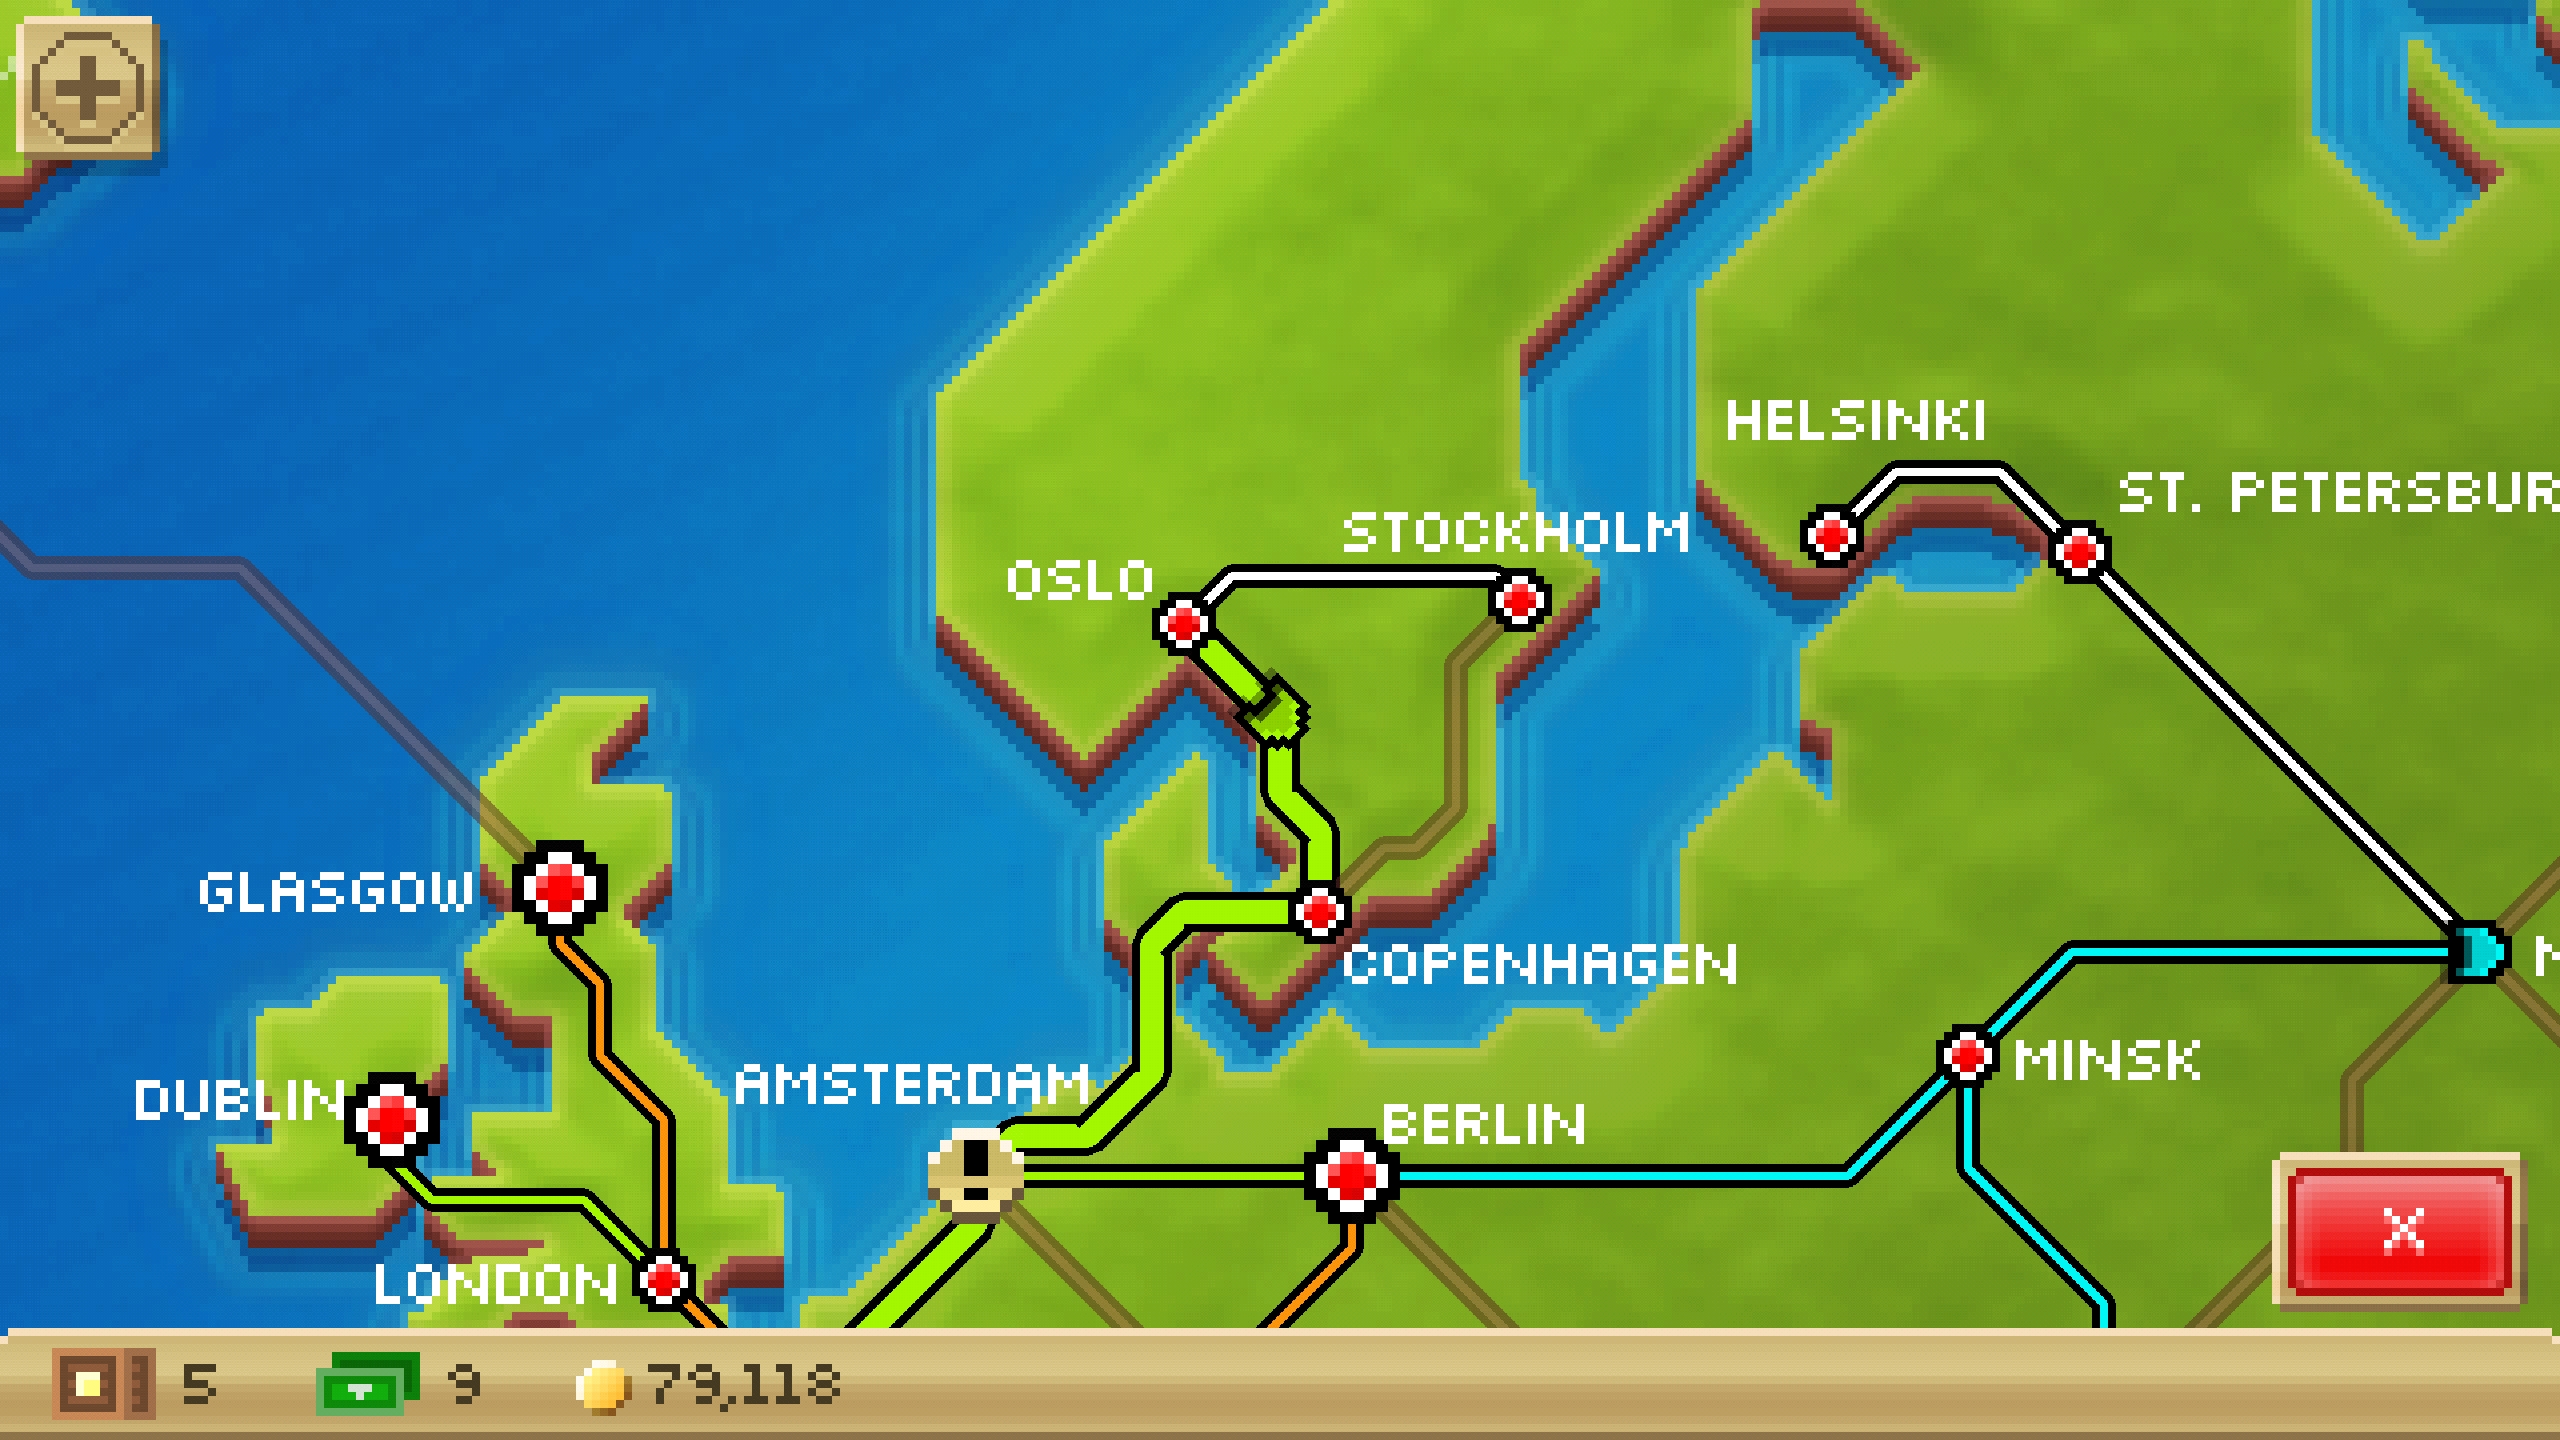 HELSINKI
ST. PETERSBUR
STOCKHOLM
OSLO
GLASGOW
COPENHAGEN
MINSK
AMSTERDAM
DUBLIN
BERLIN
LONDON
X
5 9 79,118